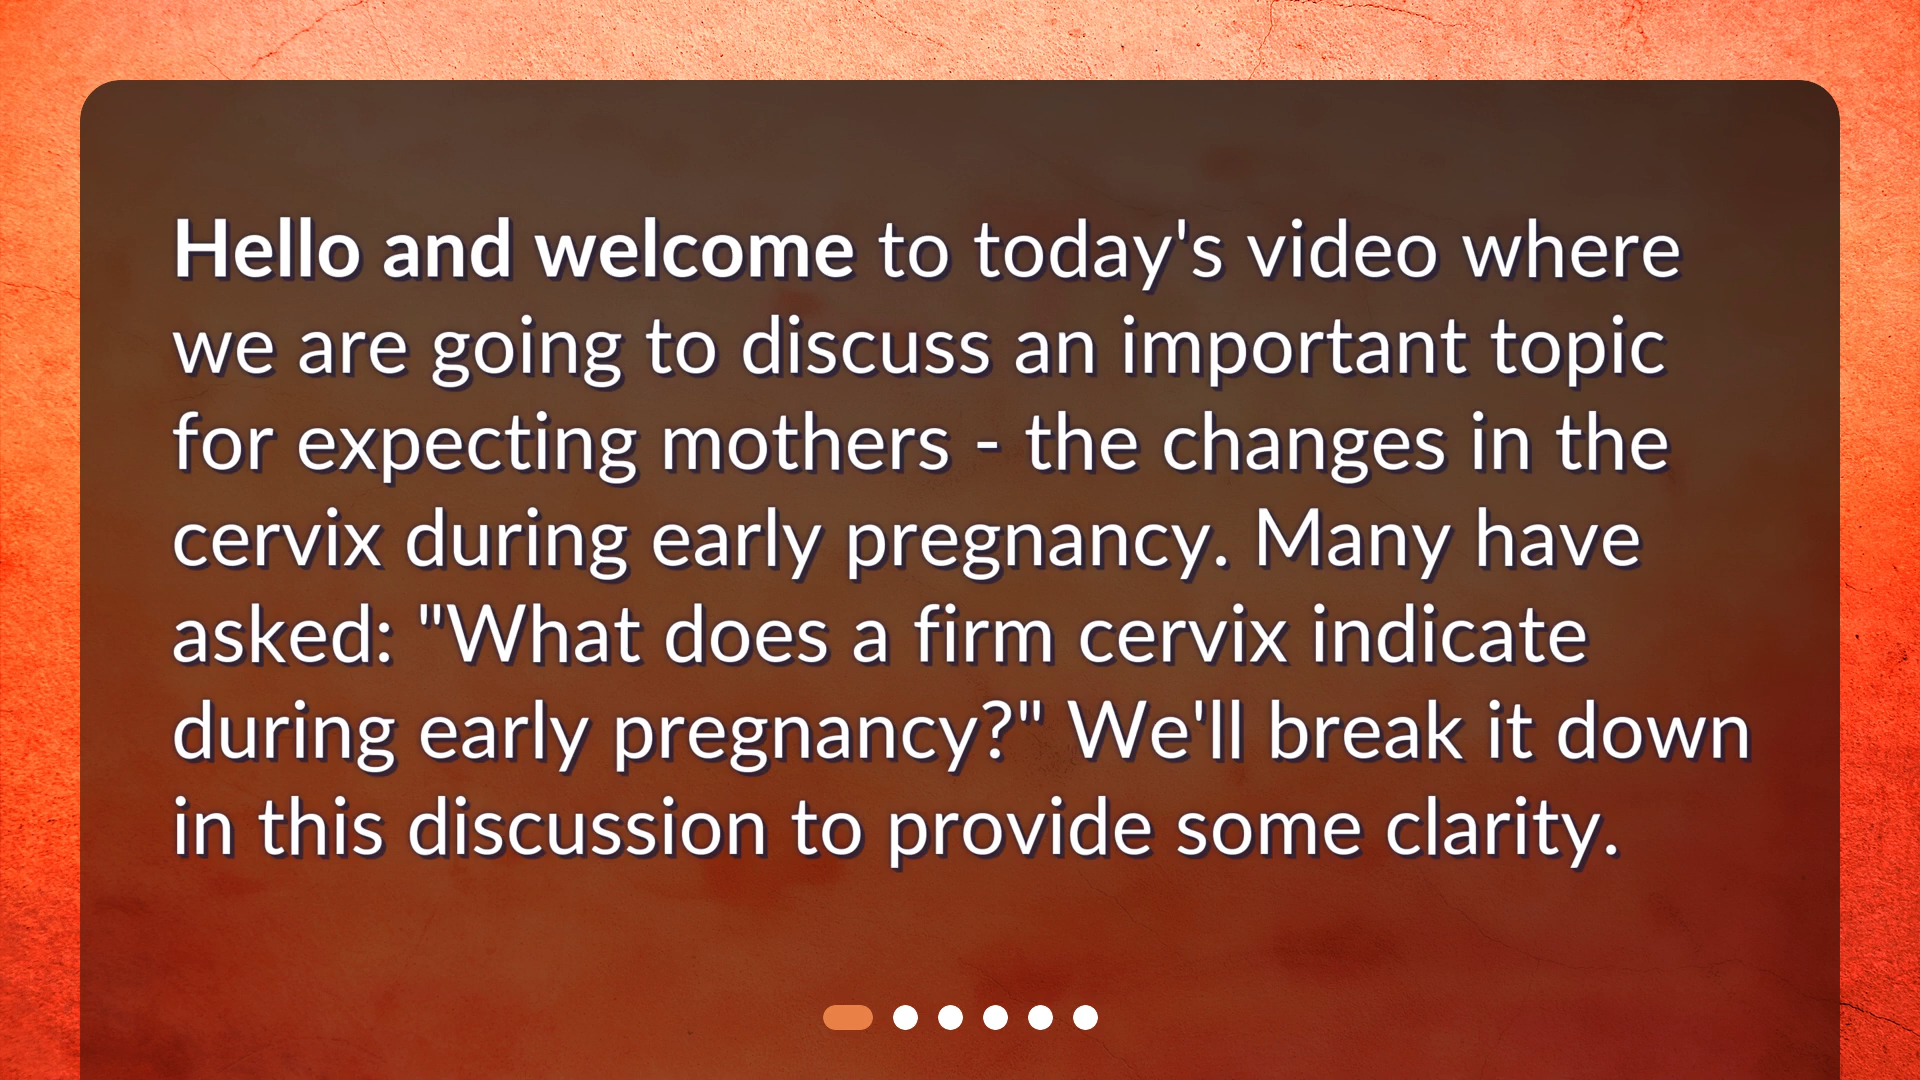 Hello and welcome to today's video where
we are going to discuss an important topic
for expecting mothers - the changes in the
cervix during early pregnancy. Many have
asked: "What does a firm cervix indicate
during early pregnancy?" We'll break it down
in this discussion to provide some clarity.